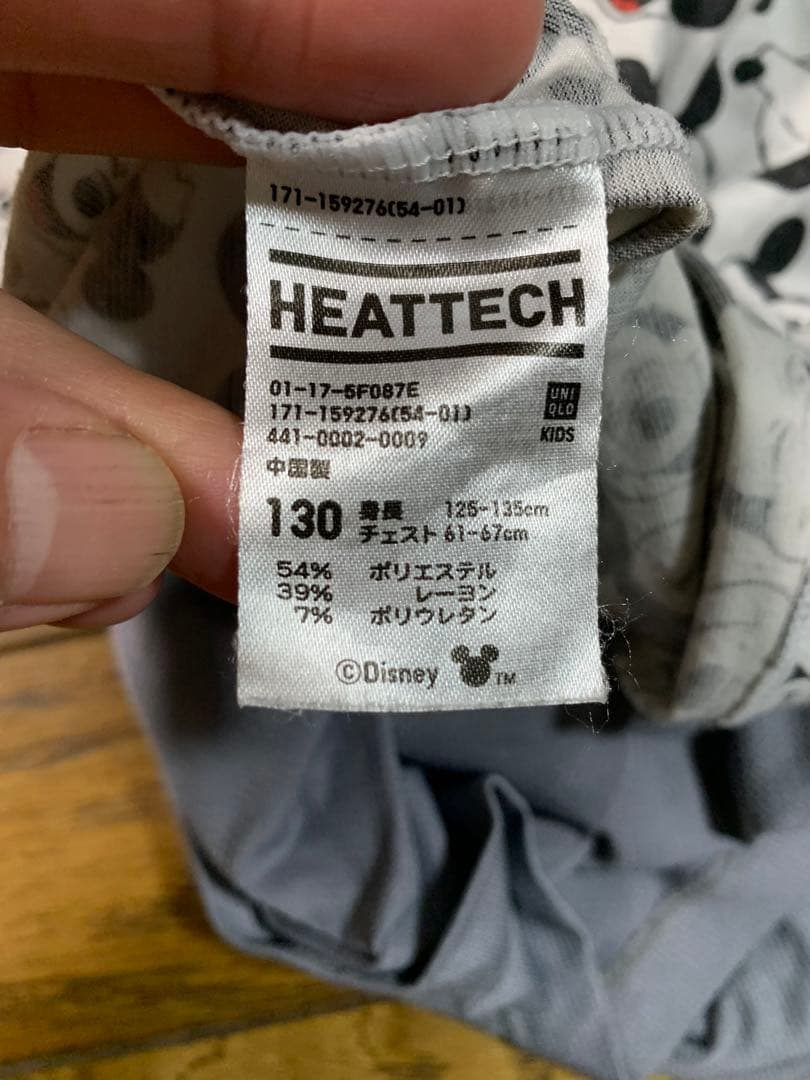 171-159276(54-01)
HEATTECH
01-17-5F087E
171-159276(54-01)
441-0002-0009
UNI
QLO
KIDS
中国製
130 身長 125-135cm
チェスト 61-67cm
54% ポリエステル
39% レーヨン
7% ポリウレタン
©Disney TM